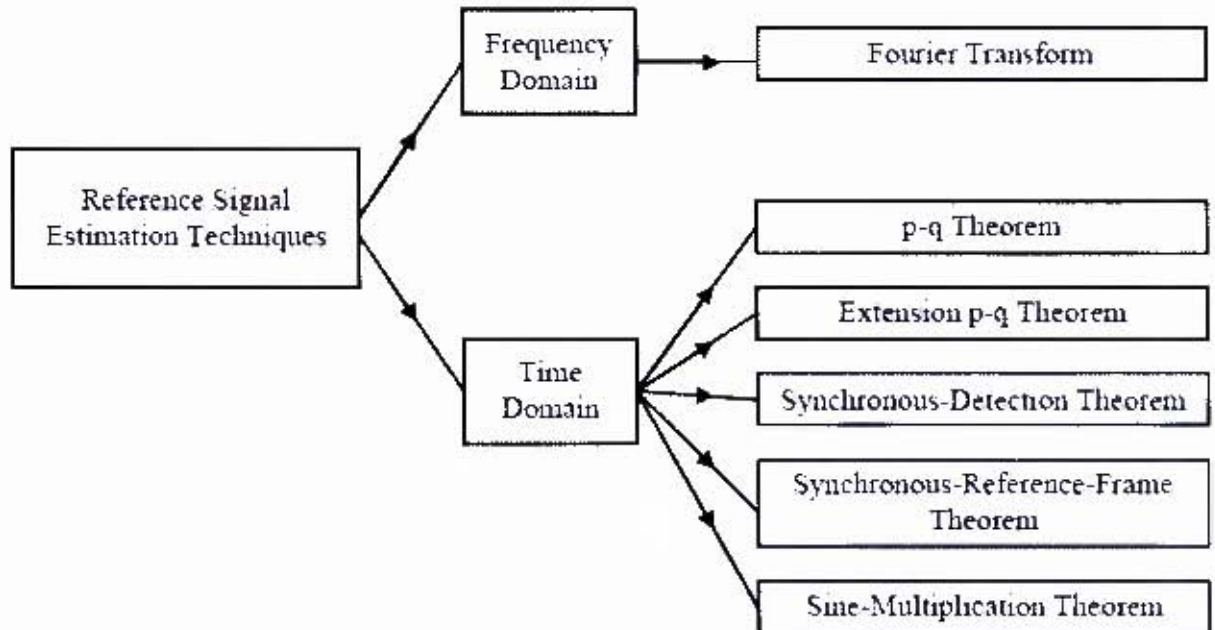 Frequency
Domain
Fourier Transform
Reference Signal
Estimation Techniques
p-q Theorem
Extension p-q Theorem
Time
Domain
Synchronous-Detection Theorem
Synchronous-Reference-Frame
Theorem
Sine-Multiplication Theorem